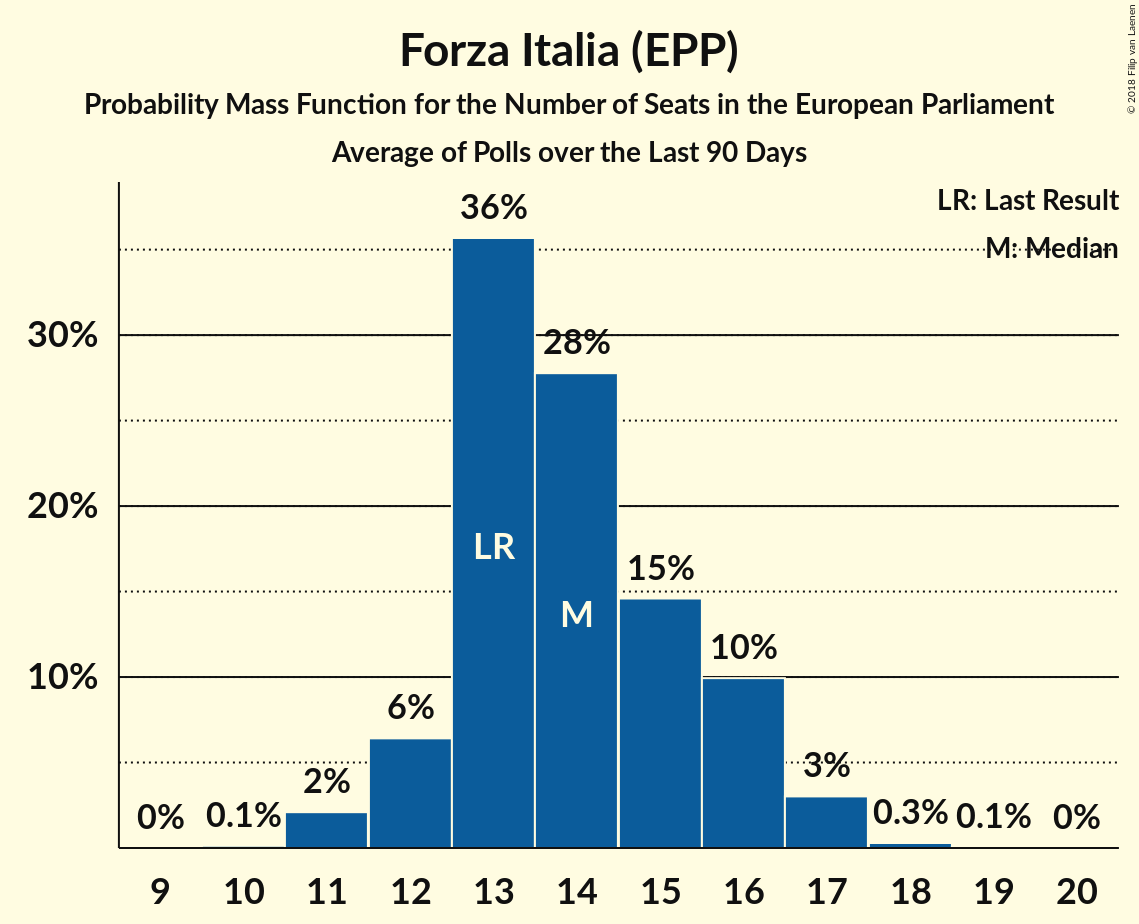 Forza Italia (EPP)
Probability Mass Function for the Number of Seats in the European Parliament
Average of Polls over the Last 90 Days
© 2018 Filip van Laenen
LR: Last Result
M: Median
36%
30%
28%
20%
LR
15%
M
10%
10%
6%
2%
3%
0%
0.1%
0.3%
0.1%
0%
9 10 11 12 13 14 15 16 17 18 19 20